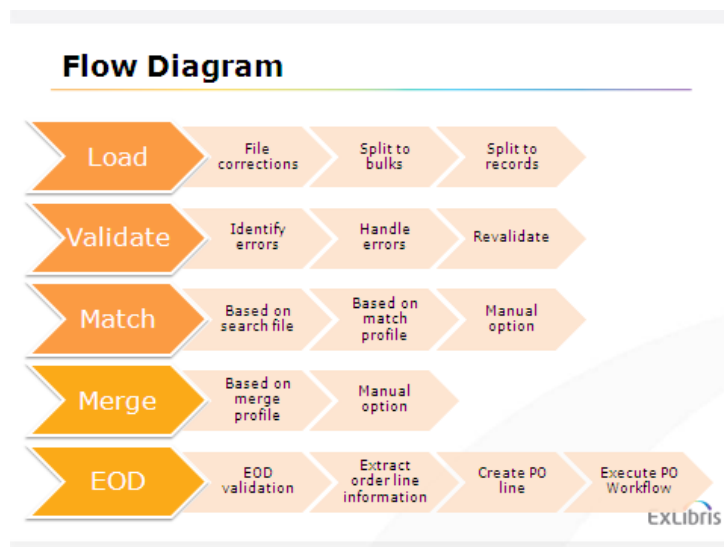 Flow Diagram
Load
File
corrections
Split to
bulks
Split to
records
Validate
Identify
errors
Handle
errors
Revalidate
Match
Based on
search file
Based on
match
profile
Manual
option
Merge
Based on
merge
profile
Manual
option
EOD
EOD
validation
Extract
order line
information
Create PO
line
Execute PO
Workflow
ExLibris